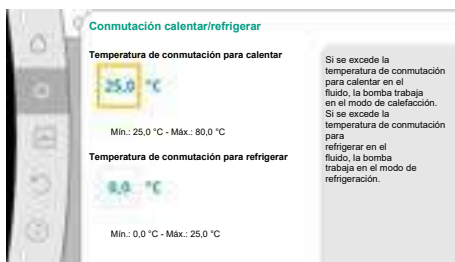 Conmutación calentar/refrigerar
Temperatura de conmutación para calentar
25,0 °C
Mín.: 25,0 °C - Máx.: 80,0 °C
Temperatura de conmutación para refrigerar
0,0 °C
Mín.: 0,0 °C - Máx.: 25,0 °C
Si se excede la
temperatura de conmutación
para calentar en el
fluido, la bomba trabaja
en el modo de calefacción.
Si se excede la
temperatura de conmutación
para
refrigerar en el
fluido, la bomba
trabaja en el modo de
refrigeración.